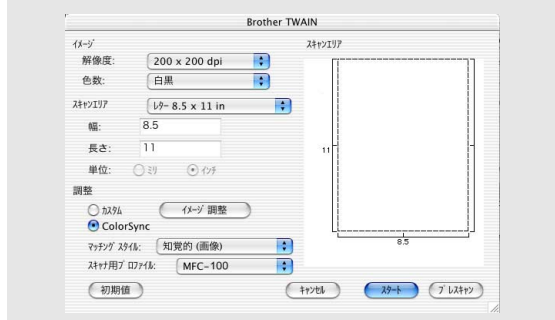 Brother TWAIN
ｲﾒｰｼﾞ
解像度: 200 x 200 dpi
色数: 白黒
ｽｷｬﾝｴﾘｱ ﾚﾀｰ 8.5 x 11 in
幅: 8.5
長さ: 11
単位: ﾐﾘ ｲﾝﾁ
調整
ｶｽﾀﾑ ｲﾒｰｼﾞ 調整
ColorSync
ﾏｯﾁﾝｸﾞ ｽﾀｲﾙ: 知覚的 (画像)
ｽｷｬﾅ用ﾌﾟﾛﾌｧｲﾙ: MFC-100
初期値
ｽｷｬﾝｴﾘｱ
11
8.5
ｷｬﾝｾﾙ ｽﾀｰﾄ ﾌﾟﾚｽｷｬﾝ